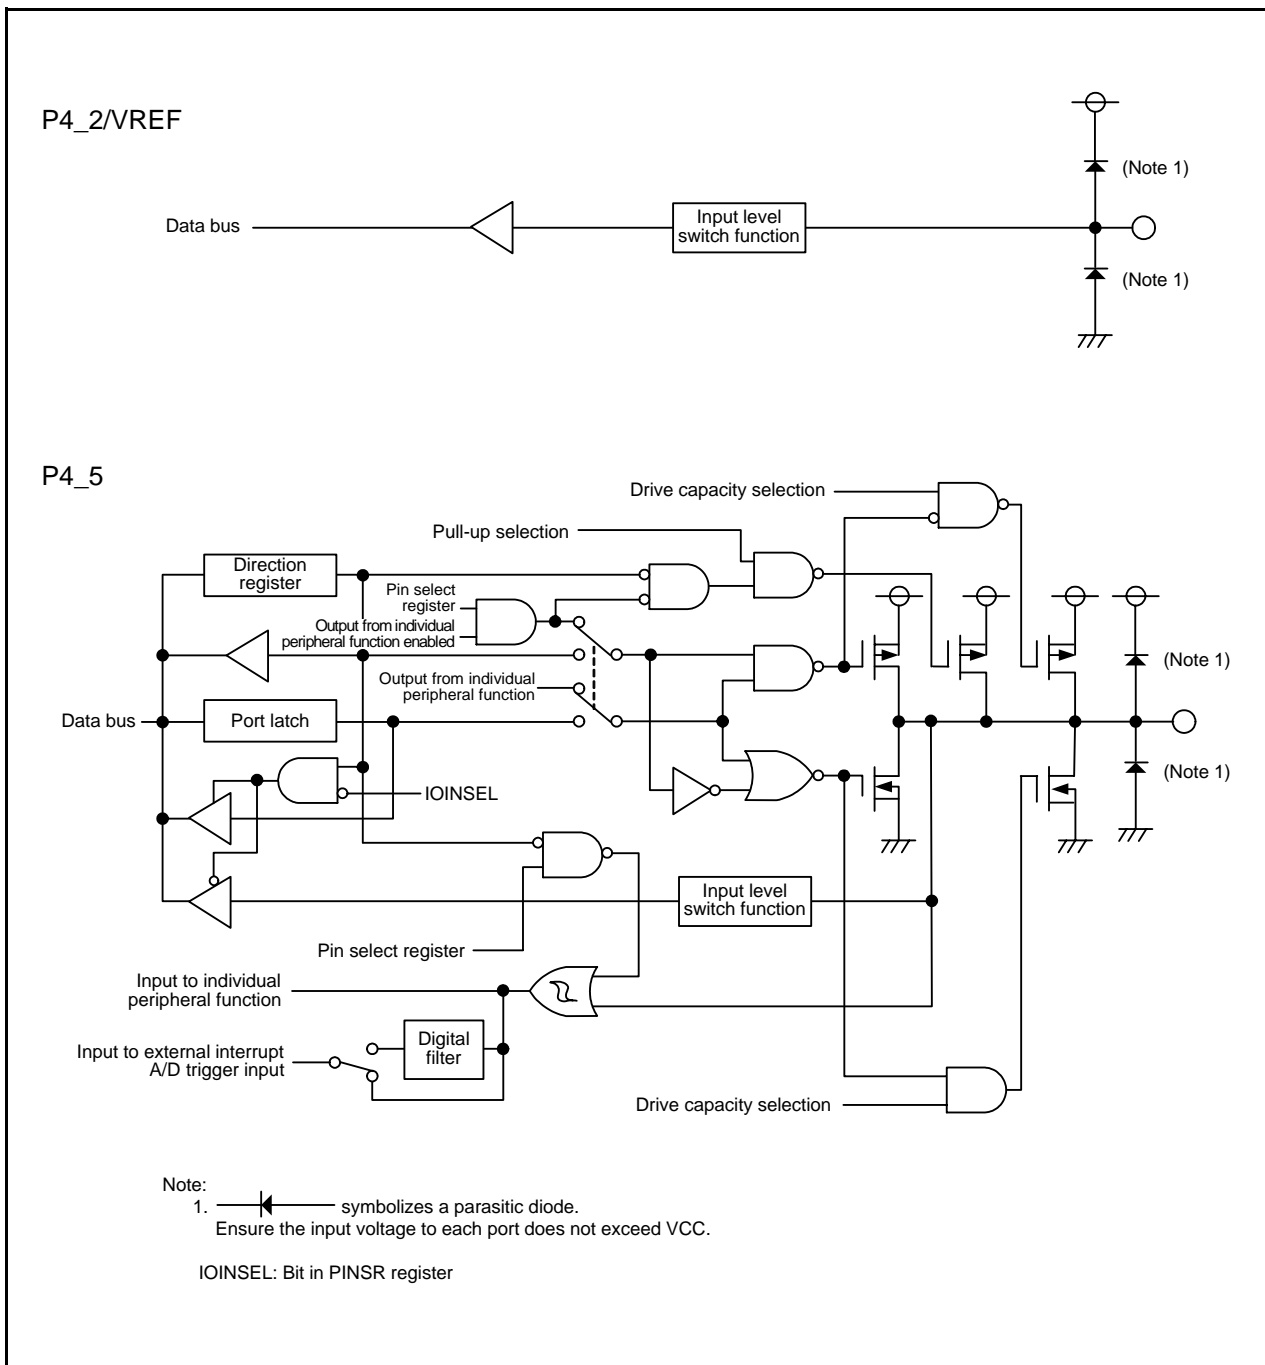 P4_2/VREF
(Note 1)
Data bus
Input level
switch function
(Note 1)
P4_5
Drive capacity selection
Pull-up selection
Direction
register
Pin select
register
Output from individual
peripheral function enabled
(Note 1)
Output from individual
peripheral function
Data bus
Port latch
(Note 1)
IOINSEL
Input level
switch function
Pin select register
Input to individual
peripheral function
Digital
filter
Input to external interrupt
A/D trigger input
Drive capacity selection
Note:
1. symbolizes a parasitic diode.
Ensure the input voltage to each port does not exceed VCC.
IOINSEL: Bit in PINSR register